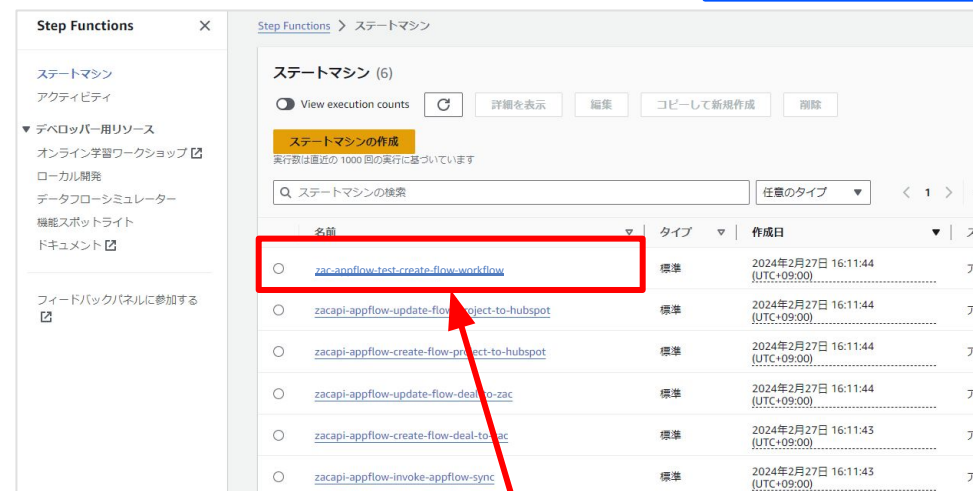 Step Functions
ステートマシン
アクティビティ
デベロッパー用リソース
オンライン学習ワークショップ
ローカル開発
データフローシミュレーター
機能スポットライト
ドキュメント
フィードバックパネルに参加する
Step Functions > ステートマシン
ステートマシン (6)
View execution counts 詳細を表示 編集 コピーして新規作成 削除
ステートマシンの作成
実行数は直近の 1000 回の実行に基づいています
ステートマシンの検索 任意のタイプ < 1 >
名前 タイプ 作成日 ス
zac-appflow-test-create-flow-workflow 標準 2024年2月27日 16:11:44 ア
(UTC+09:00)
zacapi-appflow-update-flow-project-to-hubspot 標準 2024年2月27日 16:11:44 ア
(UTC+09:00)
zacapi-appflow-create-flow-project-to-hubspot 標準 2024年2月27日 16:11:44 ア
(UTC+09:00)
zacapi-appflow-update-flow-deal-to-zac 標準 2024年2月27日 16:11:44 ア
(UTC+09:00)
zacapi-appflow-create-flow-deal-to-zac 標準 2024年2月27日 16:11:43 ア
(UTC+09:00)
zacapi-appflow-invoke-appflow-sync 標準 2024年2月27日 16:11:43 ア
(UTC+09:00)